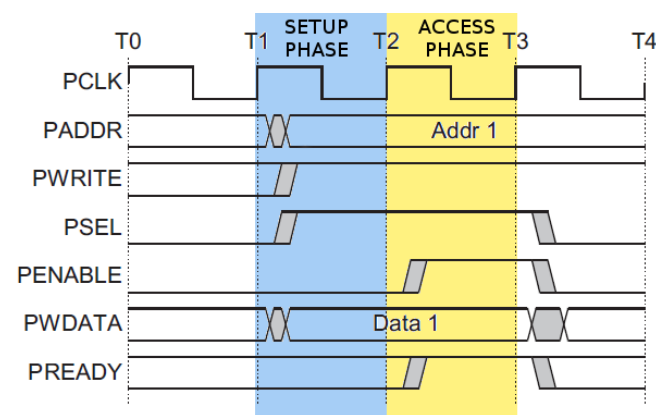 SETUP PHASE
ACCESS PHASE
T0
T1
T2
T3
T4
PCLK
PADDR
Addr 1
PWRITE
PSEL
PENABLE
PWDATA
Data 1
PREADY